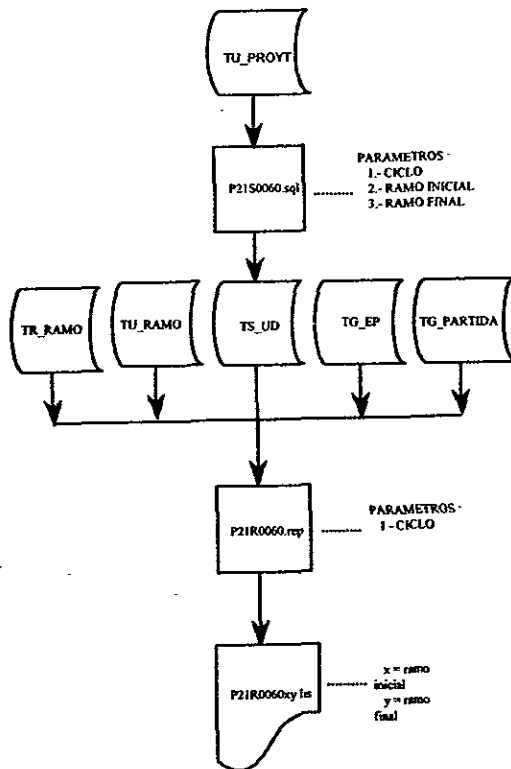 TU_PROYT
P21S0060.sql
PARAMETROS -
1.- CICLO
2.- RAMO INICIAL
3.- RAMO FINAL
TR_RAMO
TU_RAMO
TS_UD
TG_EP
TG_PARTIDA
P21R0060.rep
PARAMETROS -
1 - CICLO
P21R0060xy
x = ramo
inicial
y = ramo
final